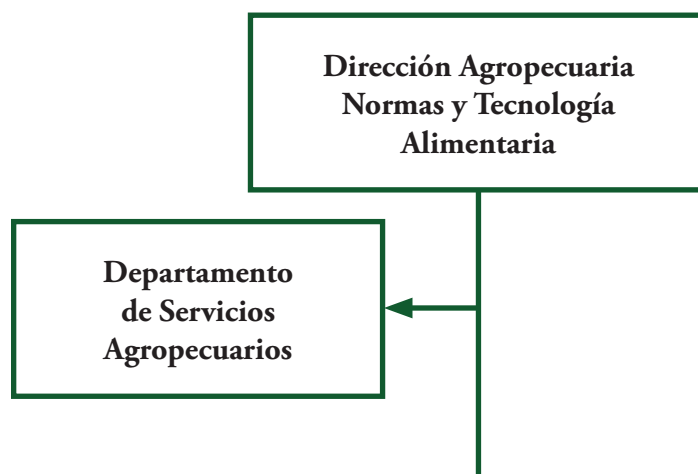 Dirección Agropecuaria
Normas y Tecnología
Alimentaria
Departamento
de Servicios
Agropecuarios